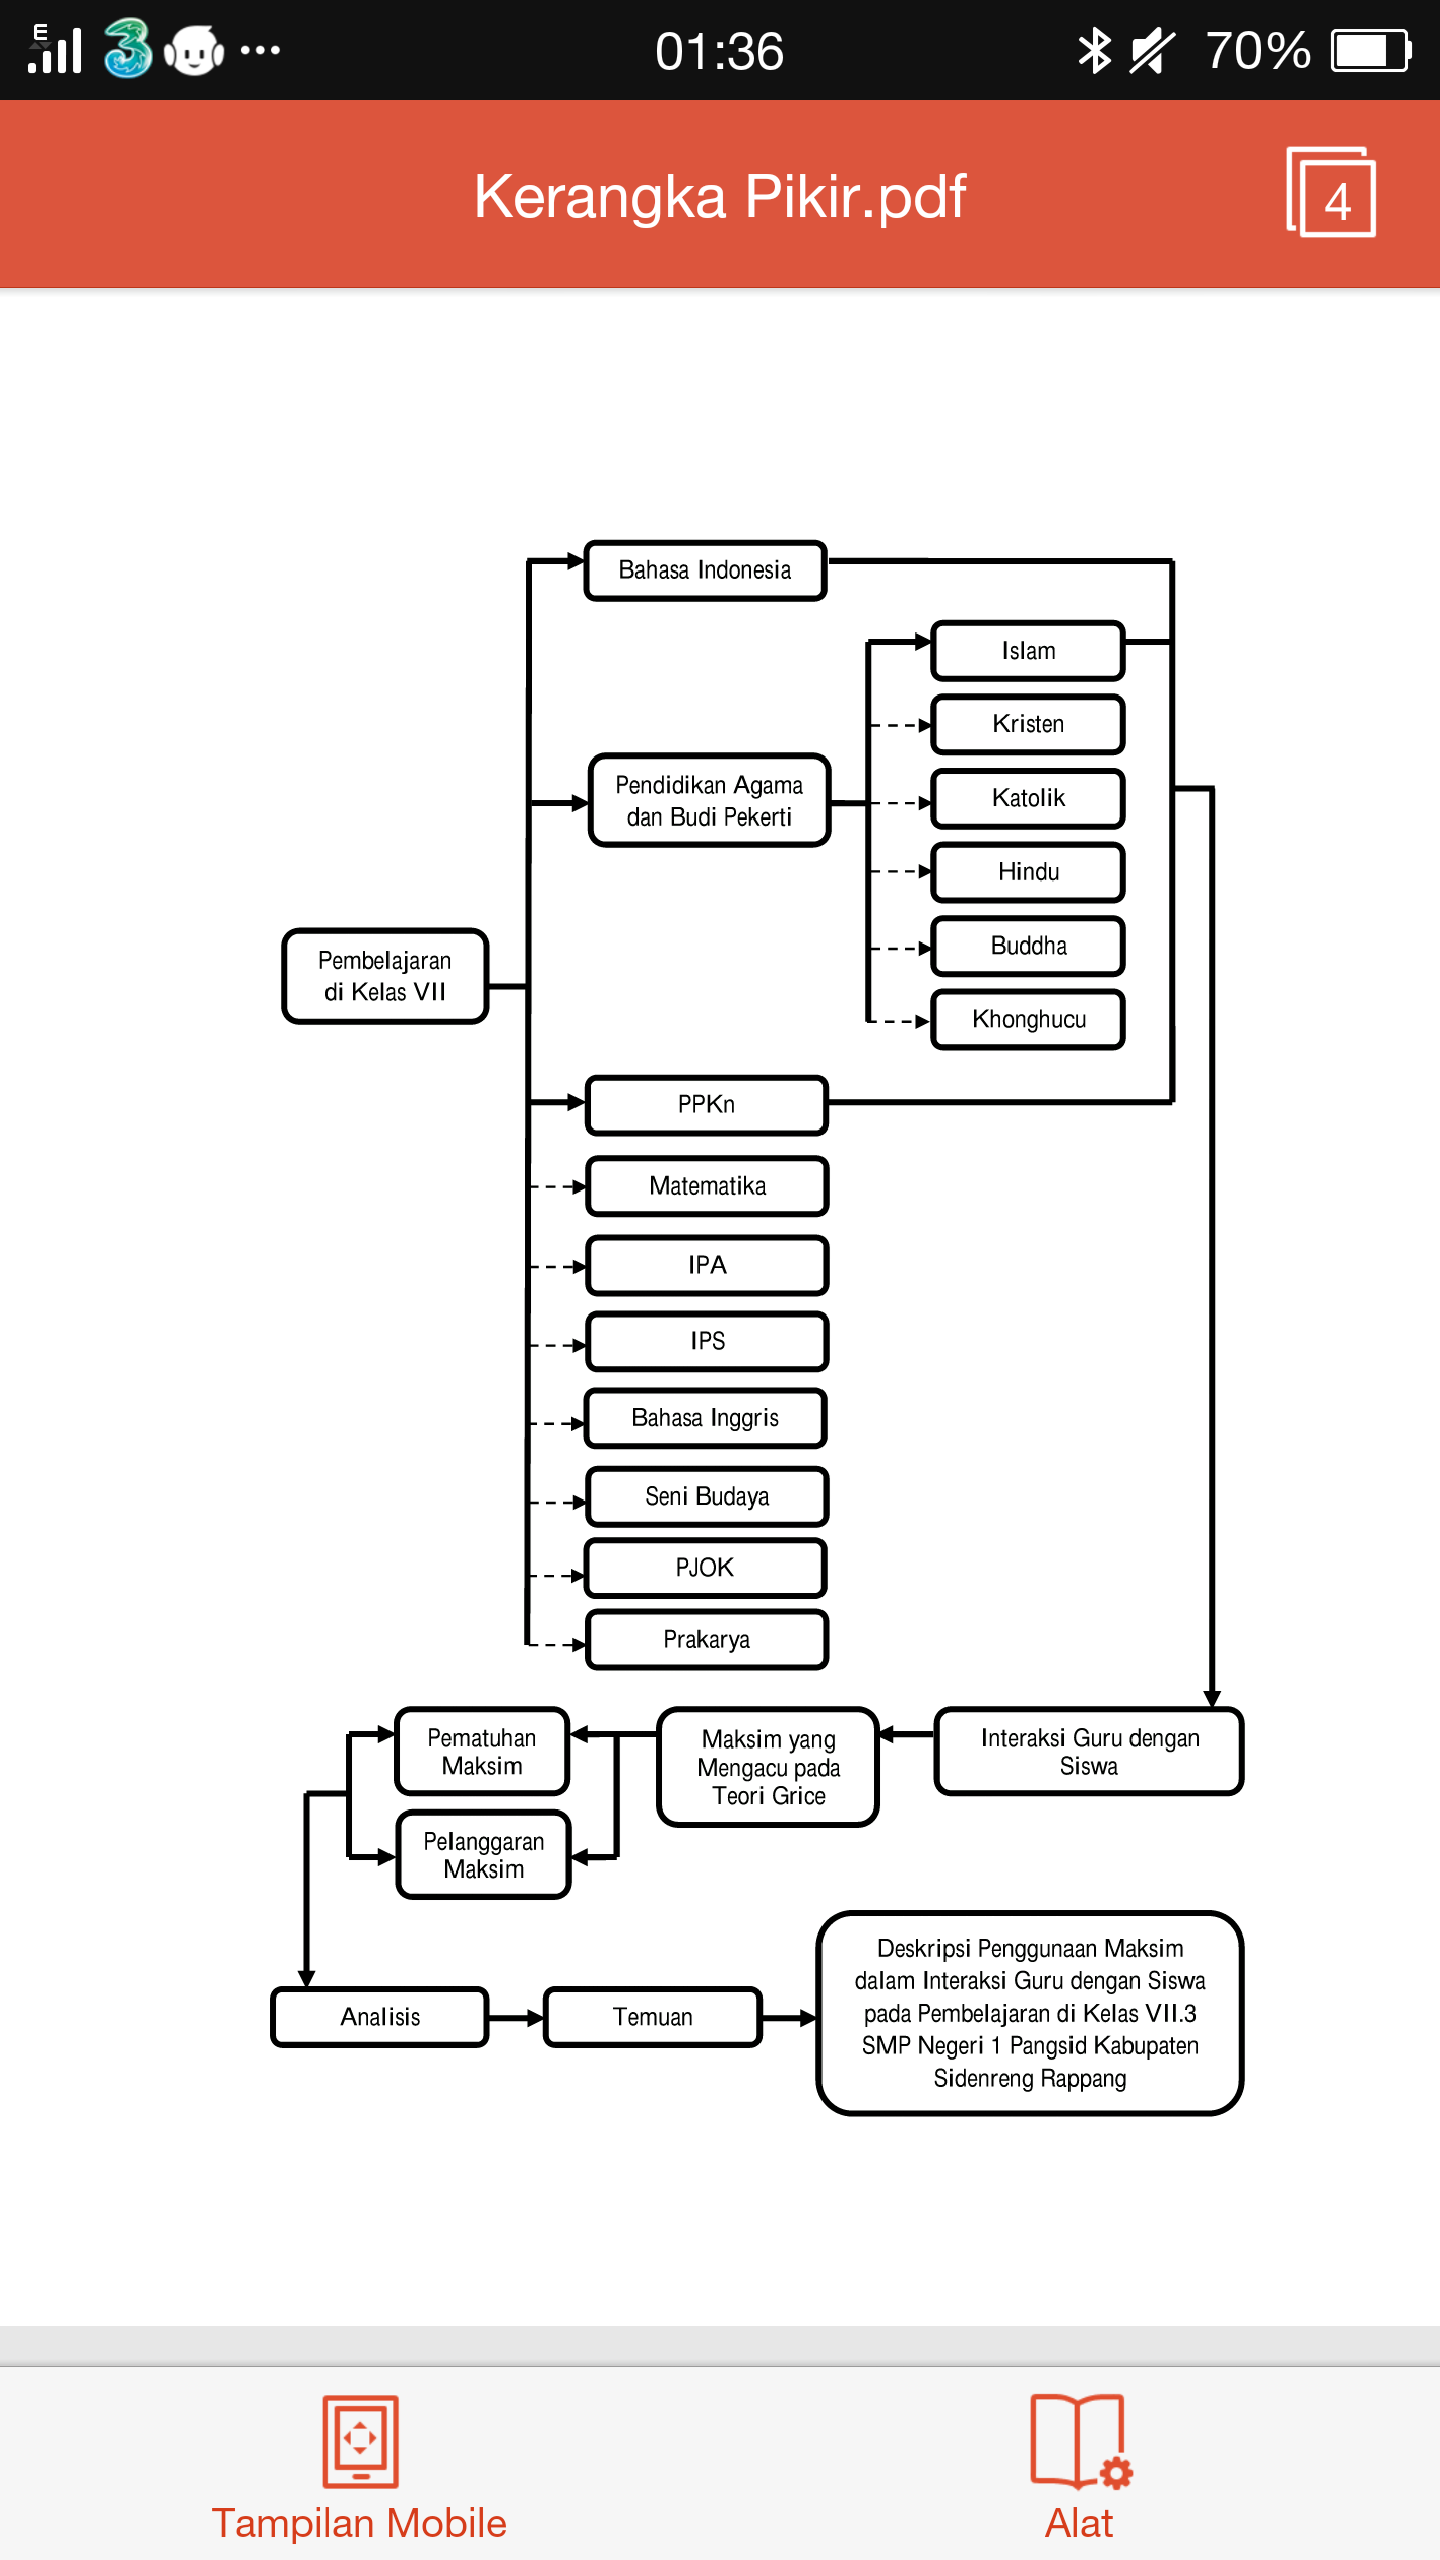 E
3
01:36
70%
Kerangka Pikir.pdf
4
Bahasa Indonesia
Islam
Kristen
Pendidikan Agama
dan Budi Pekerti
Katolik
Hindu
Buddha
Khonghucu
Pembelajaran
di Kelas VII
PPKn
Matematika
IPA
IPS
Bahasa Inggris
Seni Budaya
PJOK
Prakarya
Pematuhan
Maksim
Maksim yang
Mengacu pada
Teori Grice
Interaksi Guru dengan
Siswa
Pelanggaran
Maksim
Analisis
Temuan
Deskripsi Penggunaan Maksim
dalam Interaksi Guru dengan Siswa
pada Pembelajaran di Kelas VII.3
SMP Negeri 1 Pangsid Kabupaten
Sidenreng Rappang
Tampilan Mobile
Alat